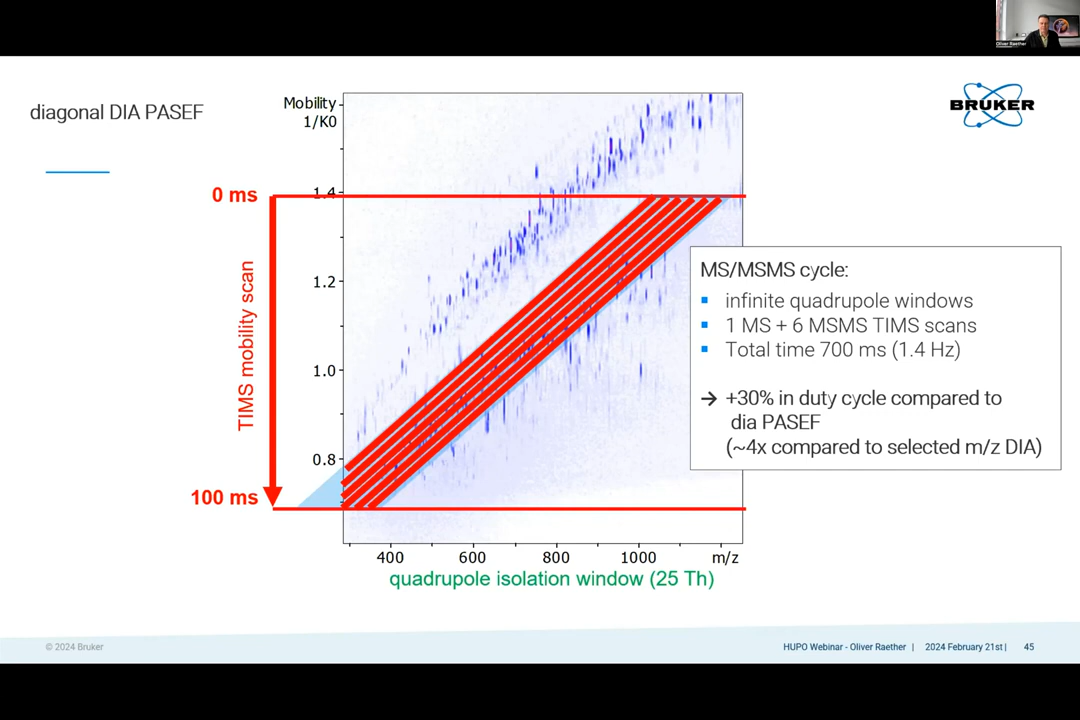 Oliver Raether
diagonal DIA PASEF
BRUKER
Mobility
1/K0
1.4
1.2
1.0
0.8
0 ms
TIMS mobility scan
100 ms
400 600 800 1000 m/z
quadrupole isolation window (25 Th)
MS/MSMS cycle:
▪ infinite quadrupole windows
▪ 1 MS + 6 MSMS TIMS scans
▪ Total time 700 ms (1.4 Hz)
→ +30% in duty cycle compared to
dia PASEF
(~4x compared to selected m/z DIA)
© 2024 Bruker
HUPO Webinar - Oliver Raether | 2024 February 21st | 45